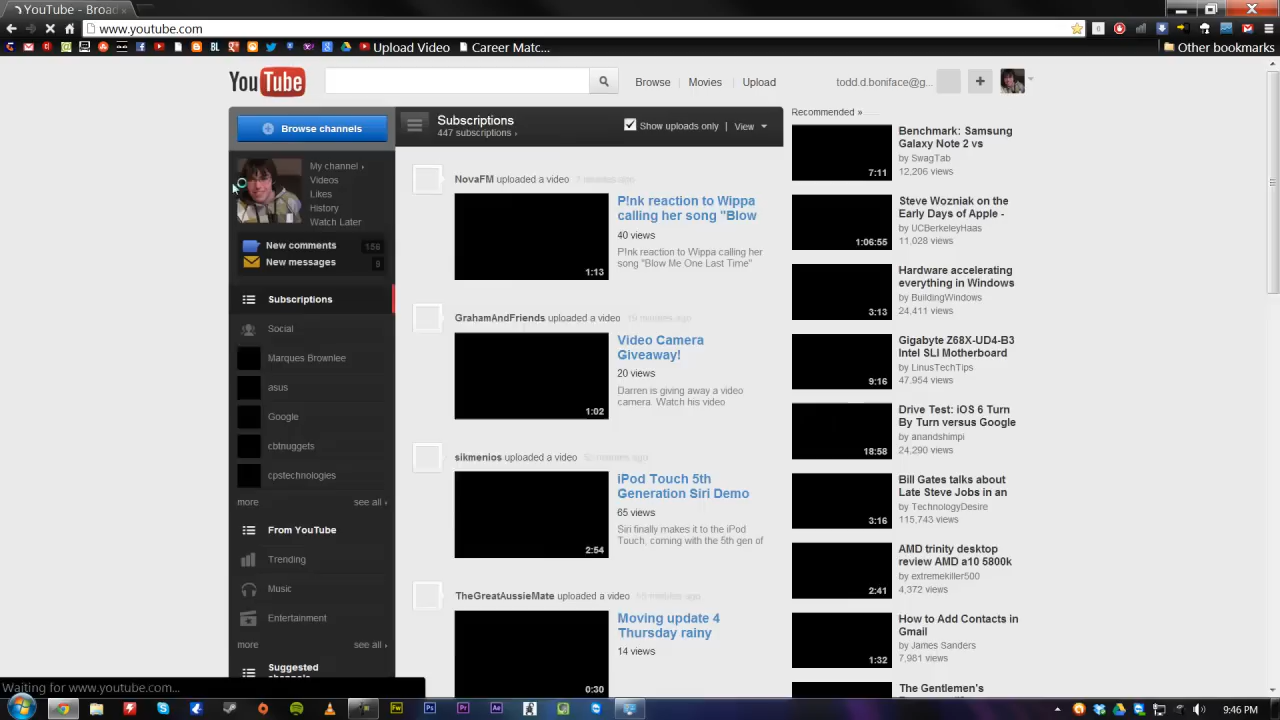 YouTube - Broad
www.youtube.com
Upload Video
Career Mat...
Other bookmarks
YouTube
Browse
Movies
Upload
todd.d.boniface@g...
Browse channels
My channel ›
Videos
Likes
History
Watch Later
New comments 159
New messages 9
Subscriptions
Social
Marques Brownlee
asus
Google
cbtnuggets
cpstechnologies
more see all ›
From YouTube
Trending
Music
Entertainment
more see all ›
Suggested
channels
Subscriptions
447 subscriptions ›
Show uploads only | View
NovaFM uploaded a video 7 minutes ago
1:13
P!nk reaction to Wippa
calling her song "Blow
40 views
P!nk reaction to Wippa calling her
song "Blow Me One Last Time"
GrahamAndFriends uploaded a video 19 minutes ago
1:02
Video Camera
Giveaway!
20 views
Darren is giving away a video
camera. Watch his video
sikmenios uploaded a video minutes ago
2:54
iPod Touch 5th
Generation Siri Demo
65 views
Siri finally makes it to the iPod
Touch, coming with the 5th gen of
TheGreatAussieMate uploaded a video minutes ago
0:30
Moving update 4
Thursday rainy
14 views
Recommended »
7:11
Benchmark: Samsung
Galaxy Note 2 vs
by SwagTab
12,206 views
1:06:55
Steve Wozniak on the
Early Days of Apple -
by UCBerkeleyHaas
11,028 views
3:13
Hardware accelerating
everything in Windows
by BuildingWindows
24,411 views
9:16
Gigabyte Z68X-UD4-B3
Intel SLI Motherboard
by LinusTechTips
47,954 views
18:58
Drive Test: iOS 6 Turn
By Turn versus Google
by anandshimpi
24,290 views
3:16
Bill Gates talks about
Late Steve Jobs in an
by TechnologyDesire
115,743 views
2:41
AMD trinity desktop
review AMD a10 5800k
by extremekiller500
4,372 views
1:32
How to Add Contacts in
Gmail
by James Sanders
7,981 views
The Gentlemen's
Waiting for www.youtube.com...
9:46 PM